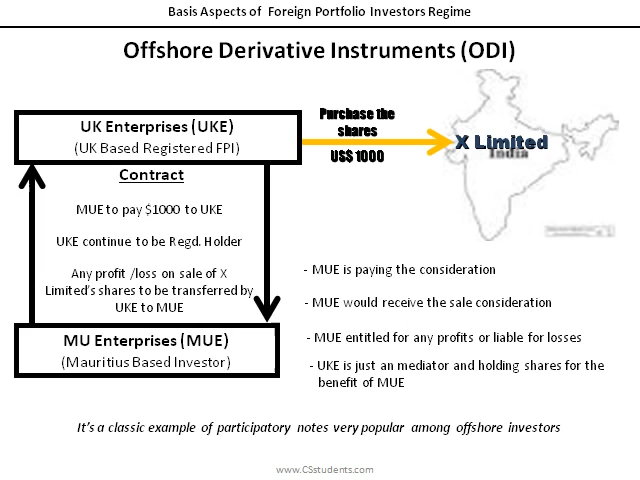 Basis Aspects of Foreign Portfolio Investors Regime
Offshore Derivative Instruments (ODI)
UK Enterprises (UKE)
(UK Based Registered FPI)
Purchase the
shares
US$ 1000
X Limited
India
Contract
MUE to pay $1000 to UKE
UKE continue to be Regd. Holder
Any profit /loss on sale of X
Limited's shares to be transferred by
UKE to MUE
MU Enterprises (MUE)
(Mauritius Based Investor)
- MUE is paying the consideration
- MUE would receive the sale consideration
- MUE entitled for any profits or liable for losses
- UKE is just an mediator and holding shares for the
benefit of MUE
It's a classic example of participatory notes very popular among offshore investors
www.CSstudents.com